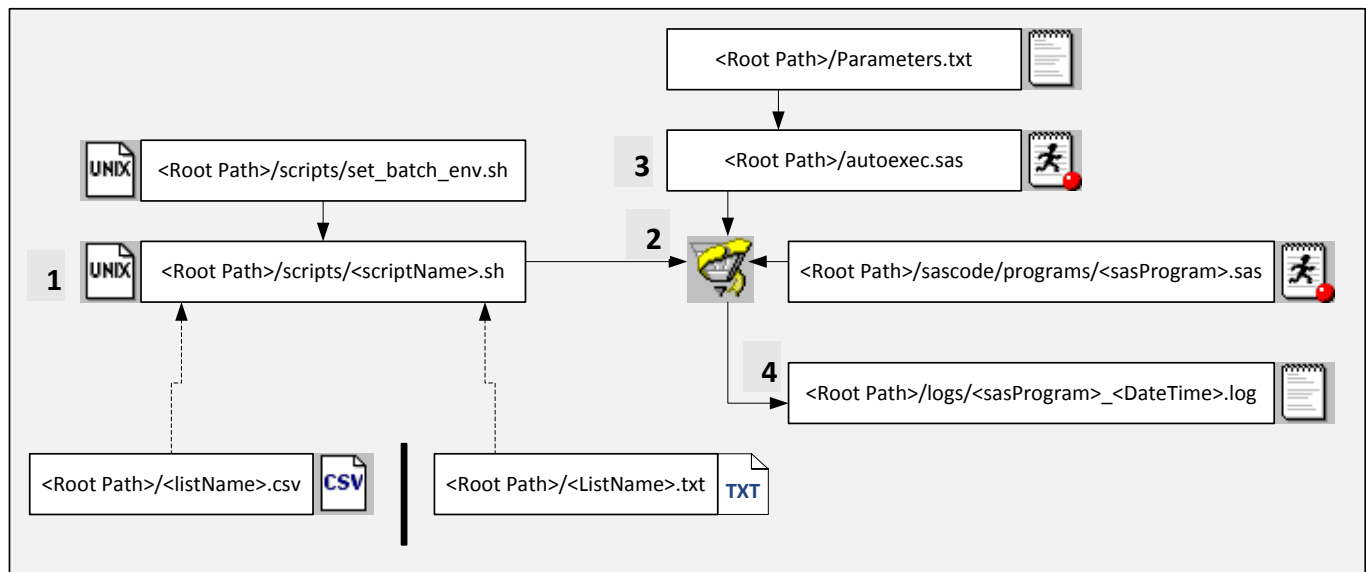 <Root Path>/Parameters.txt
3
<Root Path>/autoexec.sas
UNIX
<Root Path>/scripts/set_batch_env.sh
2
1
UNIX
<Root Path>/scripts/<scriptName>.sh
<Root Path>/sascode/programs/<sasProgram>.sas
4
<Root Path>/logs/<sasProgram>_<DateTime>.log
<Root Path>/<listName>.csv
CSV
<Root Path>/<ListName>.txt
TXT